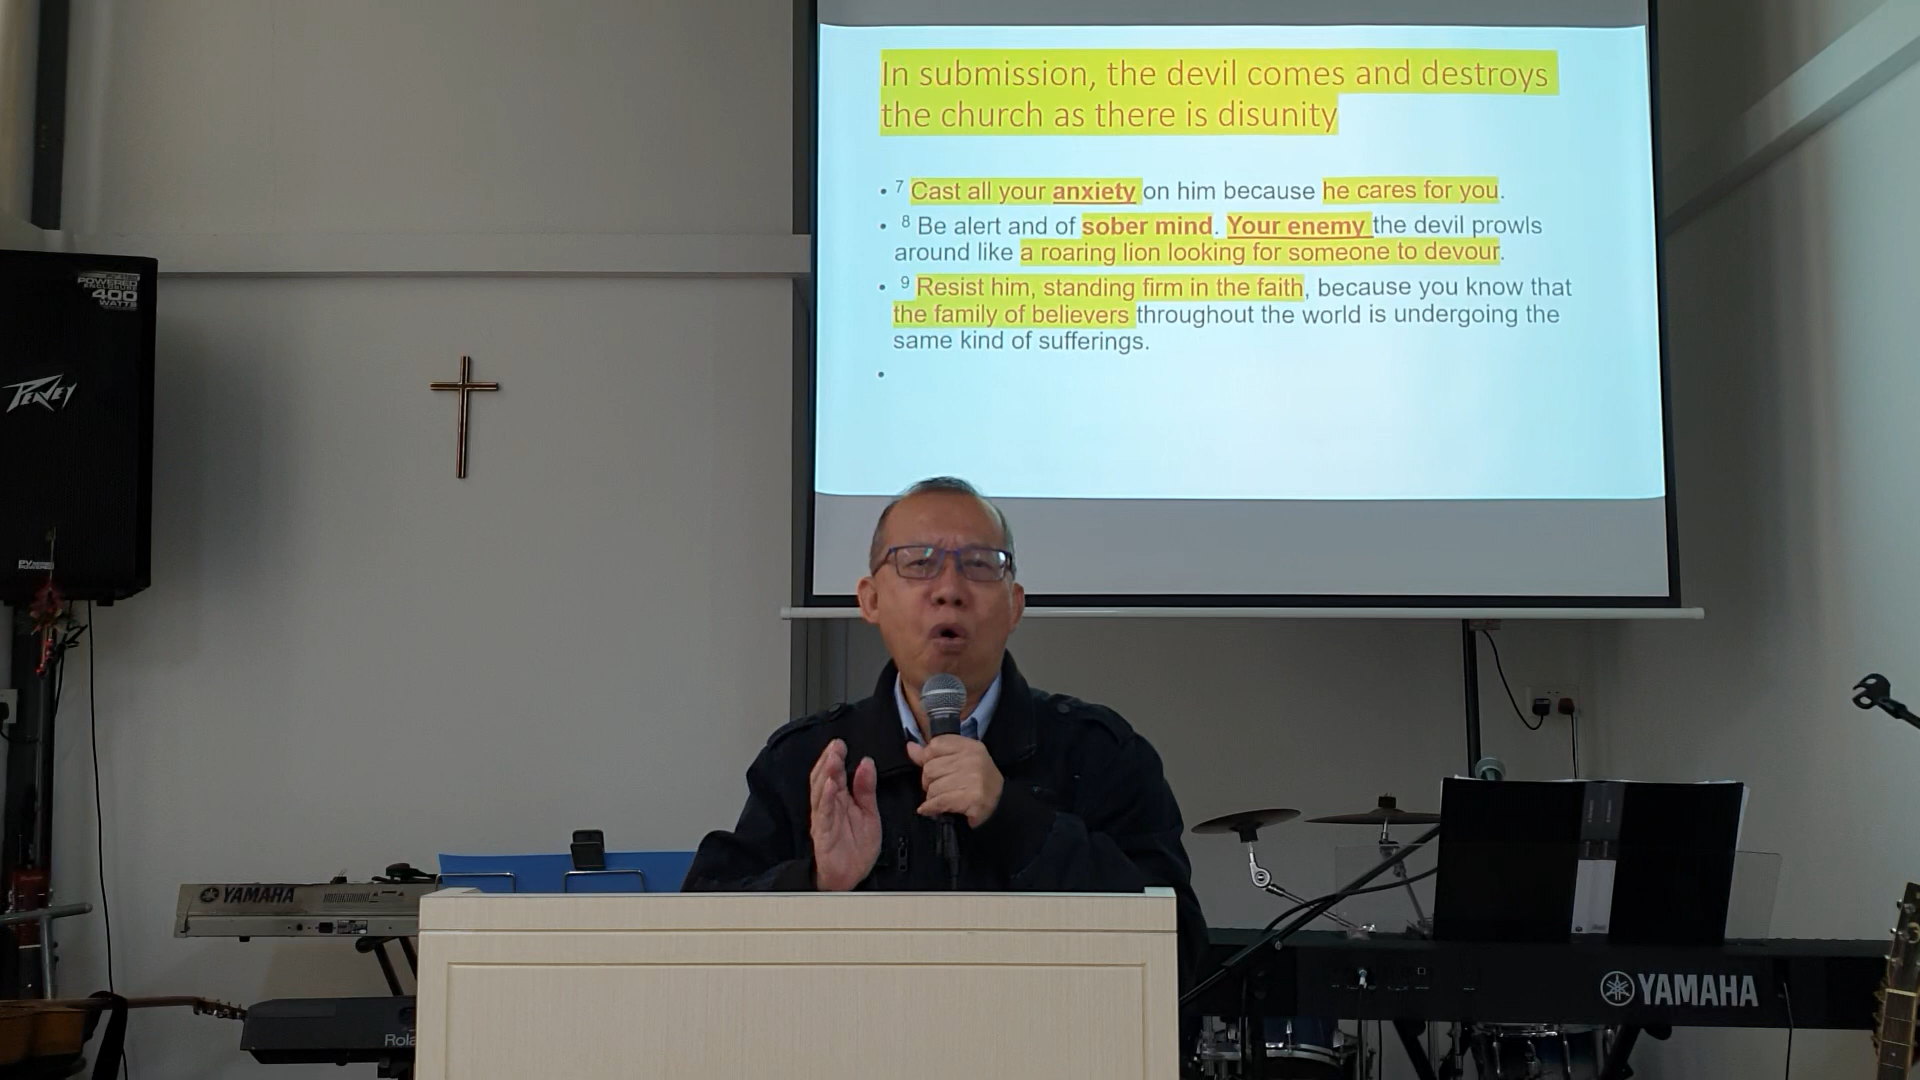 In submission, the devil comes and destroys
the church as there is disunity
• 7 Cast all your anxiety on him because he cares for you.
• 8 Be alert and of sober mind. Your enemy the devil prowls
around like a roaring lion looking for someone to devour.
• 9 Resist him, standing firm in the faith, because you know that
the family of believers throughout the world is undergoing the
same kind of sufferings.
•
POWERED
ENCLOSURE
400
WATTS
PEAVEY
YAMAHA
Rola
YAMAHA